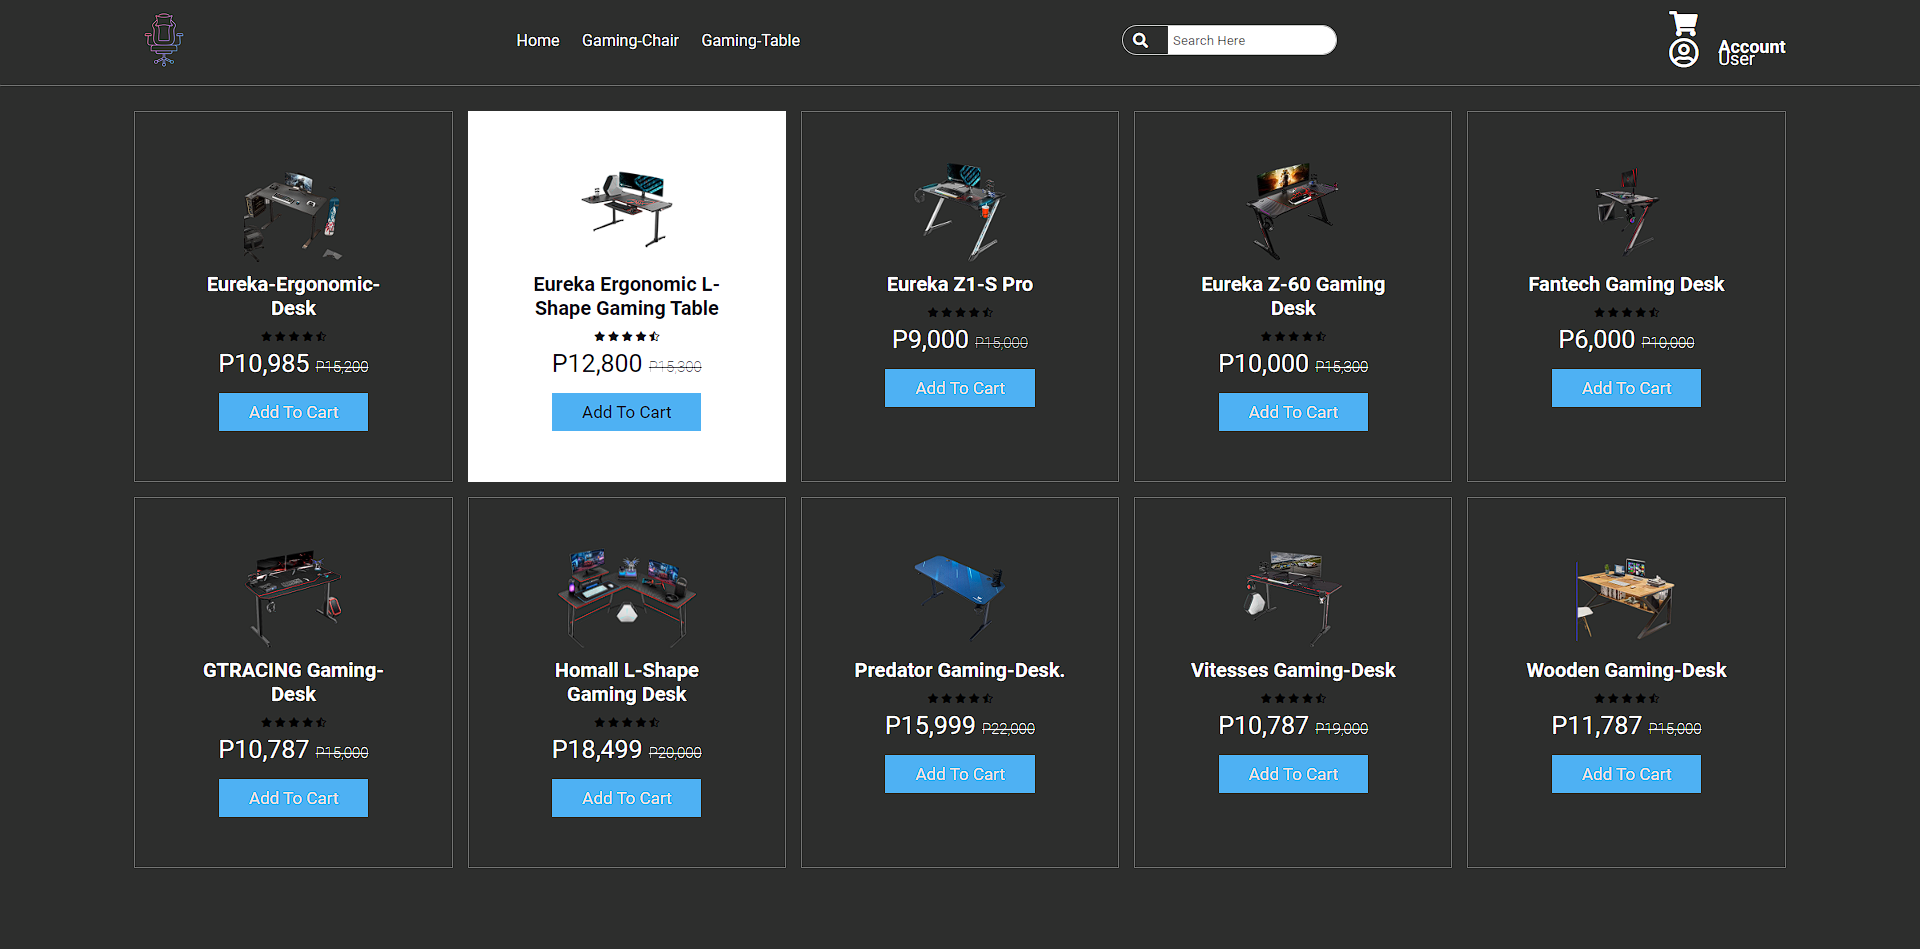 Home Gaming-Chair Gaming-Table
Search Here
Account
User
Eureka-Ergonomic-
Desk
P10,985 P15,200
Add To Cart
Eureka Ergonomic L-
Shape Gaming Table
P12,800 P15,300
Add To Cart
Eureka Z1-S Pro
P9,000 P15,000
Add To Cart
Eureka Z-60 Gaming
Desk
P10,000 P15,300
Add To Cart
Fantech Gaming Desk
P6,000 P10,000
Add To Cart
GTRACING Gaming-
Desk
P10,787 P15,000
Add To Cart
Homall L-Shape
Gaming Desk
P18,499 P20,000
Add To Cart
Predator Gaming-Desk.
P15,999 P22,000
Add To Cart
Vitesses Gaming-Desk
P10,787 P19,000
Add To Cart
Wooden Gaming-Desk
P11,787 P15,000
Add To Cart